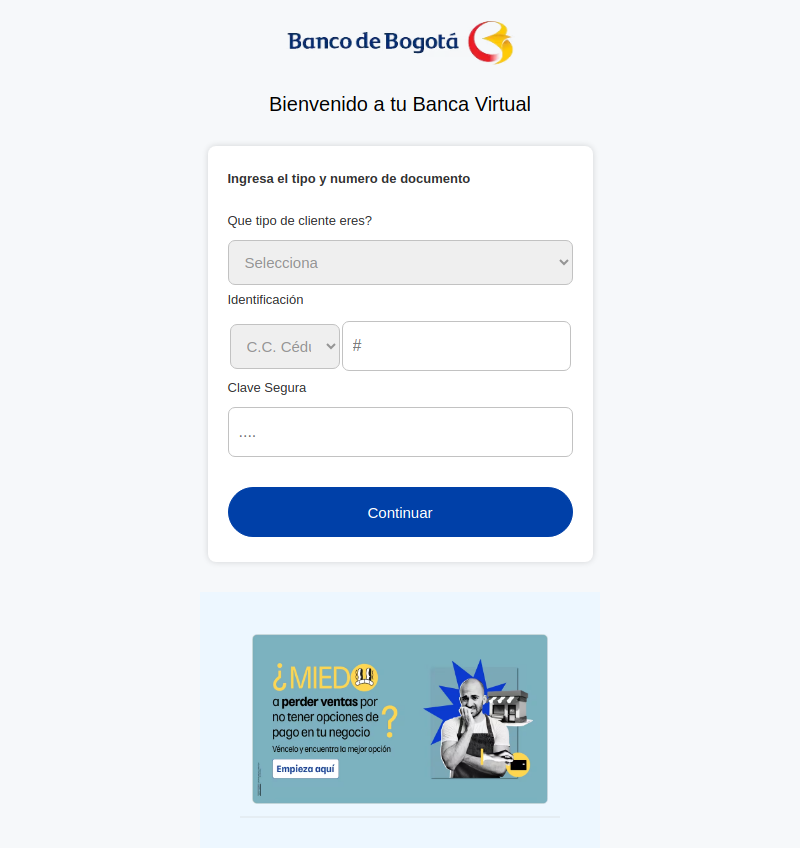 Banco de Bogotá
Bienvenido a tu Banca Virtual
Ingresa el tipo y numero de documento
Que tipo de cliente eres?
Selecciona
Identificación
C.C. Cédu
#
Clave Segura
....
Continuar
¿MIEDO
a perder ventas por
no tener opciones de
pago en tu negocio ?
Véncelo y encuentra la mejor opción
Empieza aquí